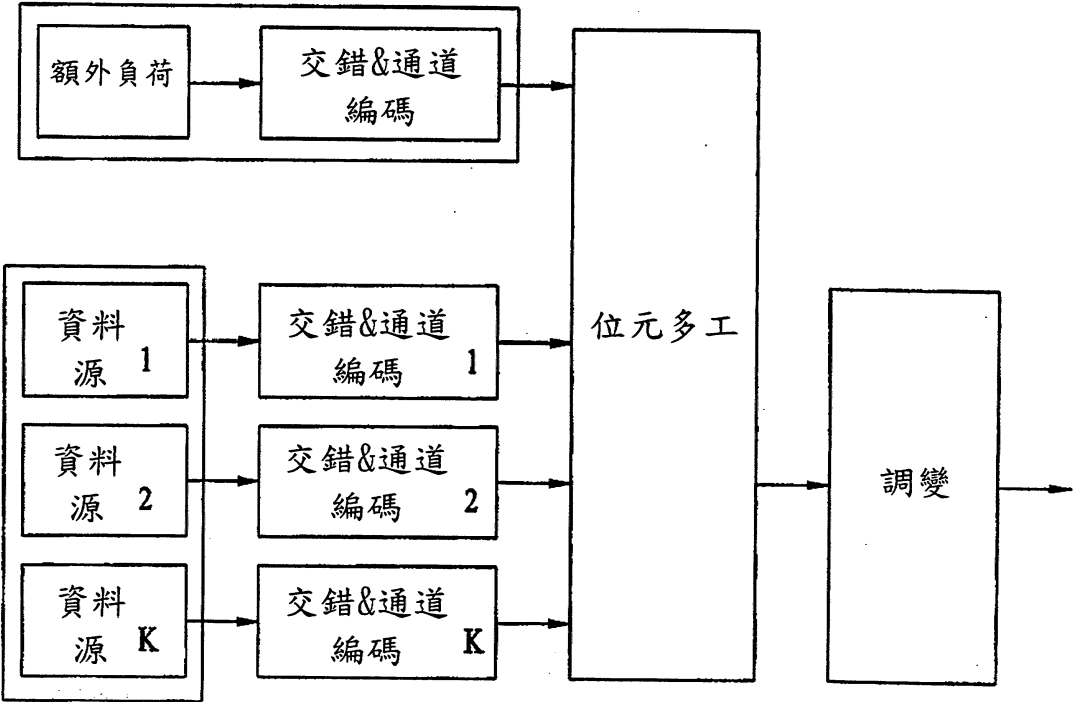 額外負荷
交錯&通道
編碼
資料
源 1
交錯&通道
編碼 1
資料
源 2
交錯&通道
編碼 2
資料
源 K
交錯&通道
編碼 K
位元多工
調變